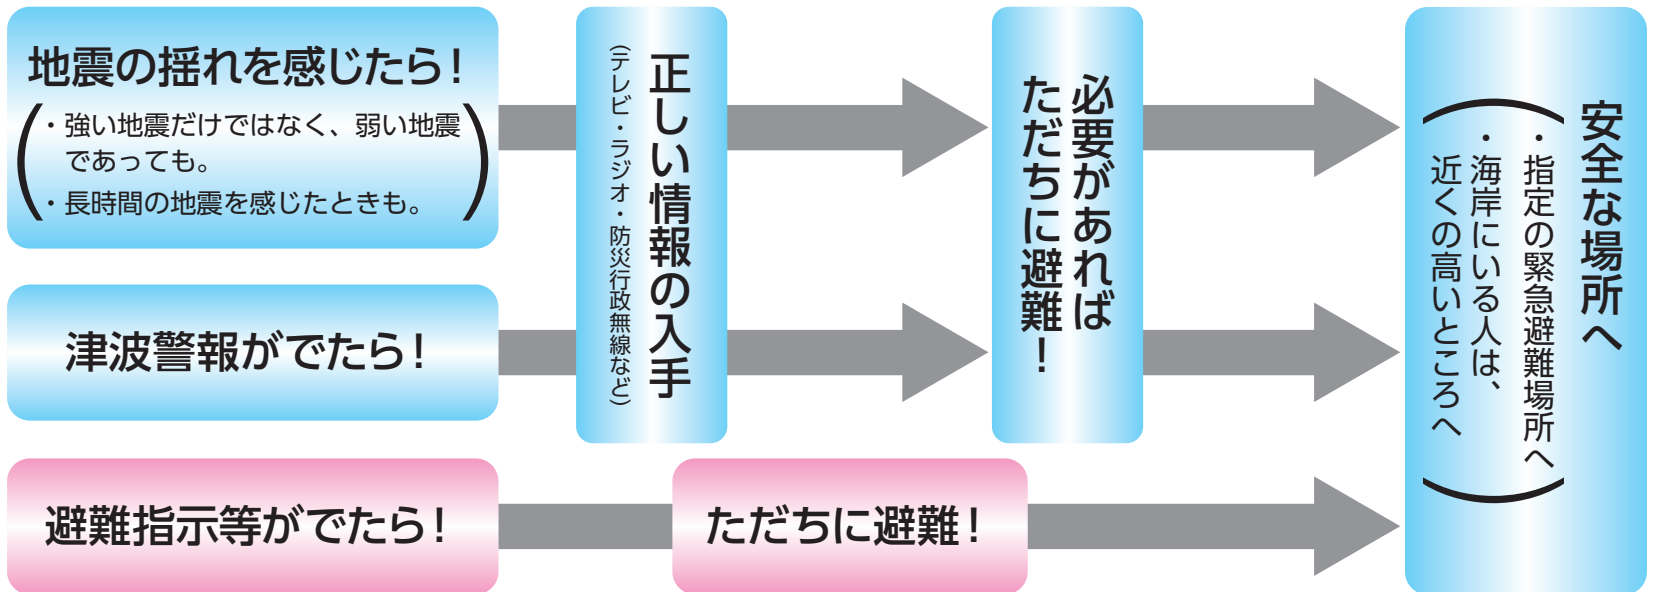 地震の揺れを感じたら！
・強い地震だけではなく、弱い地震
であっても。
・長時間の地震を感じたときも。
津波警報がでたら！
避難指示等がでたら！
正しい情報の入手
（テレビ・ラジオ・防災行政無線など）
必要があれば
ただちに避難！
ただちに避難！
安全な場所へ
・指定の緊急避難場所へ
・海岸にいる人は、
近くの高いところへ